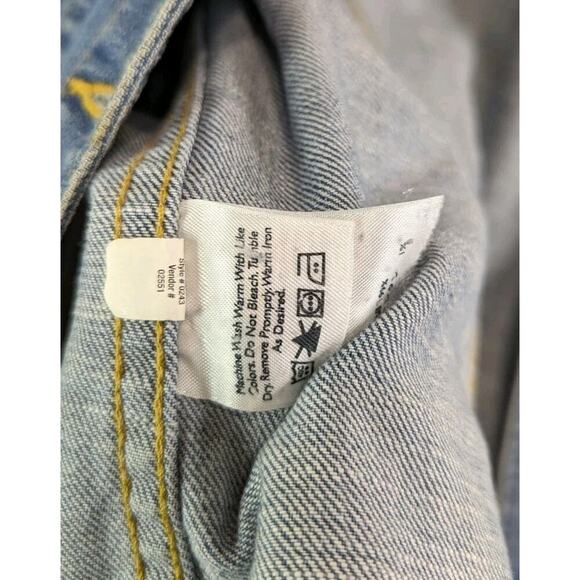 Style # 0243
Vendor #
02551
Machine Wash Warm With Like
Colors. Do Not Bleach. Tumble
Dry. Remove Promptly. Warm Iron
As Desired.